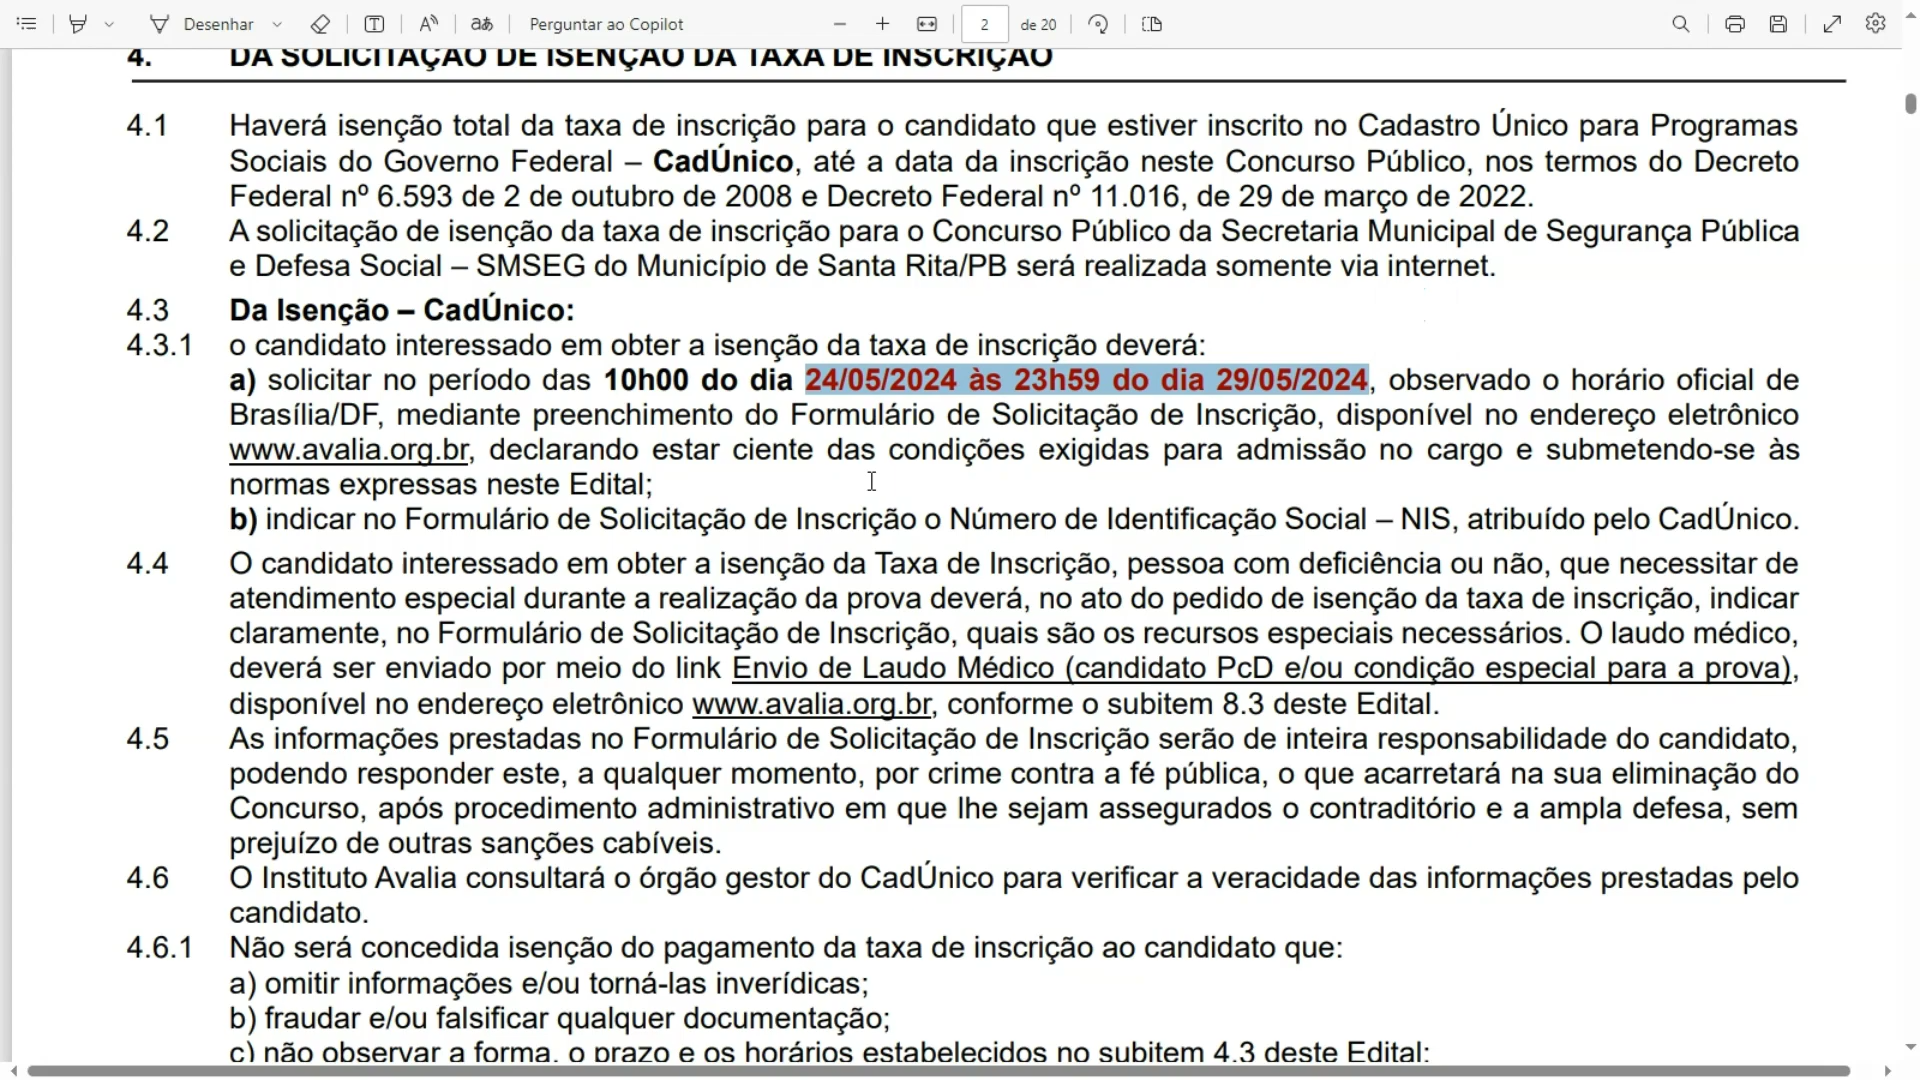 Desenhar
Perguntar ao Copilot
2 de 20
4. DA SOLICITAÇÃO DE ISENÇÃO DA TAXA DE INSCRIÇÃO
4.1 Haverá isenção total da taxa de inscrição para o candidato que estiver inscrito no Cadastro Único para Programas
Sociais do Governo Federal – CadÚnico, até a data da inscrição neste Concurso Público, nos termos do Decreto
Federal nº 6.593 de 2 de outubro de 2008 e Decreto Federal nº 11.016, de 29 de março de 2022.
4.2 A solicitação de isenção da taxa de inscrição para o Concurso Público da Secretaria Municipal de Segurança Pública
e Defesa Social – SMSEG do Município de Santa Rita/PB será realizada somente via internet.
4.3 Da Isenção – CadÚnico:
4.3.1 o candidato interessado em obter a isenção da taxa de inscrição deverá:
a) solicitar no período das 10h00 do dia 24/05/2024 às 23h59 do dia 29/05/2024, observado o horário oficial de
Brasília/DF, mediante preenchimento do Formulário de Solicitação de Inscrição, disponível no endereço eletrônico
www.avalia.org.br, declarando estar ciente das condições exigidas para admissão no cargo e submetendo-se às
normas expressas neste Edital;
b) indicar no Formulário de Solicitação de Inscrição o Número de Identificação Social – NIS, atribuído pelo CadÚnico.
4.4 O candidato interessado em obter a isenção da Taxa de Inscrição, pessoa com deficiência ou não, que necessitar de
atendimento especial durante a realização da prova deverá, no ato do pedido de isenção da taxa de inscrição, indicar
claramente, no Formulário de Solicitação de Inscrição, quais são os recursos especiais necessários. O laudo médico,
deverá ser enviado por meio do link Envio de Laudo Médico (candidato PcD e/ou condição especial para a prova),
disponível no endereço eletrônico www.avalia.org.br, conforme o subitem 8.3 deste Edital.
4.5 As informações prestadas no Formulário de Solicitação de Inscrição serão de inteira responsabilidade do candidato,
podendo responder este, a qualquer momento, por crime contra a fé pública, o que acarretará na sua eliminação do
Concurso, após procedimento administrativo em que lhe sejam assegurados o contraditório e a ampla defesa, sem
prejuízo de outras sanções cabíveis.
4.6 O Instituto Avalia consultará o órgão gestor do CadÚnico para verificar a veracidade das informações prestadas pelo
candidato.
4.6.1 Não será concedida isenção do pagamento da taxa de inscrição ao candidato que:
a) omitir informações e/ou torná-las inverídicas;
b) fraudar e/ou falsificar qualquer documentação;
c) não observar a forma, o prazo e os horários estabelecidos no subitem 4.3 deste Edital;